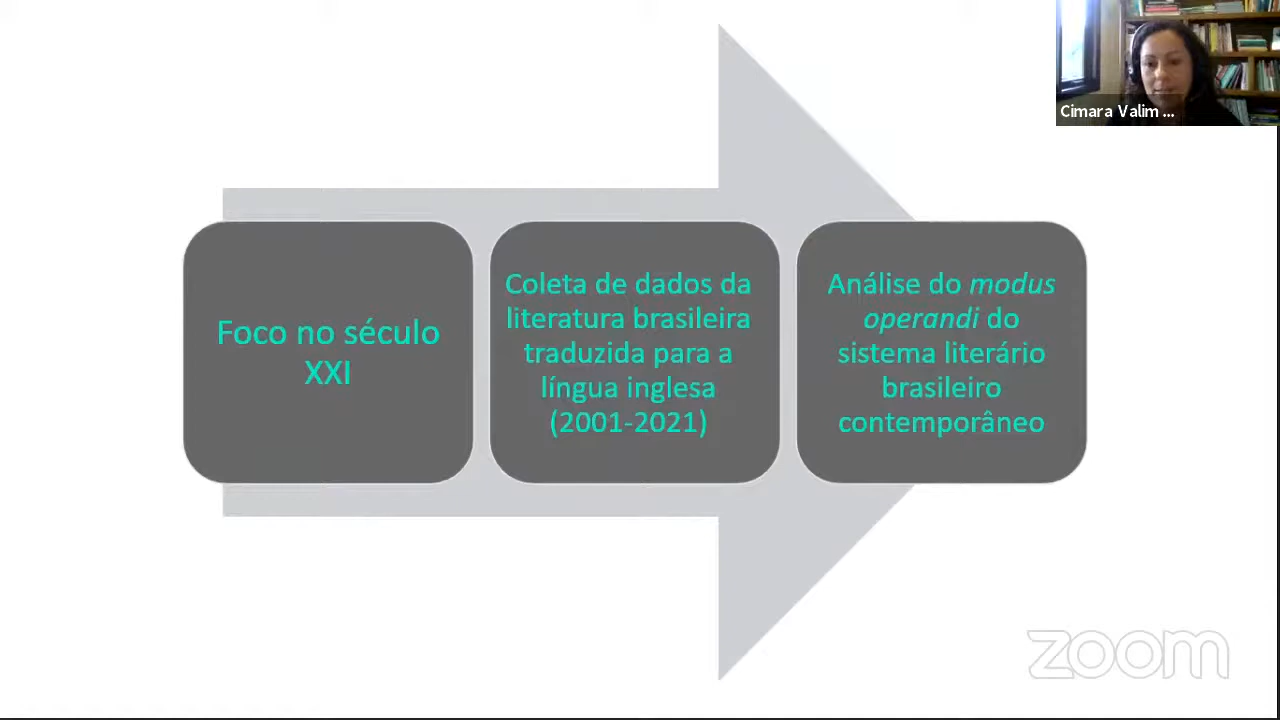 Cimara Valim ...
Foco no século
XXI
Coleta de dados da
literatura brasileira
traduzida para a
língua inglesa
(2001-2021)
Análise do modus
operandi do
sistema literário
brasileiro
contemporâneo
zoom